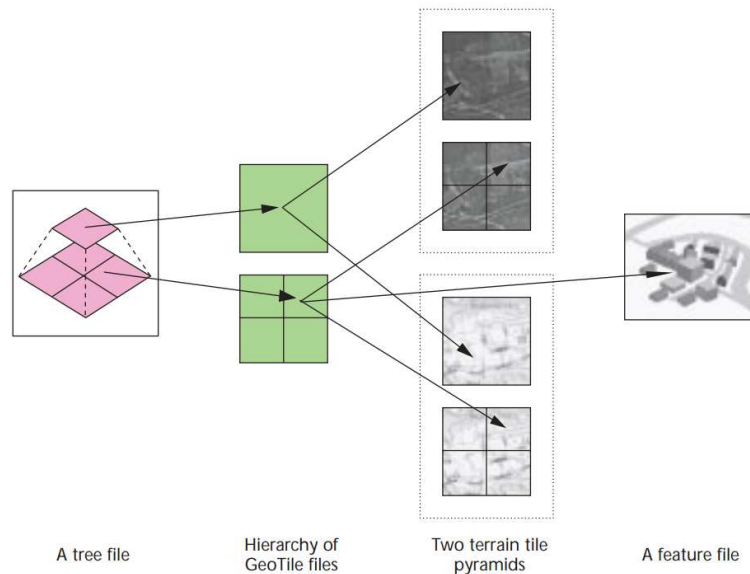 A tree file
Hierarchy of
GeoTile files
Two terrain tile
pyramids
A feature file